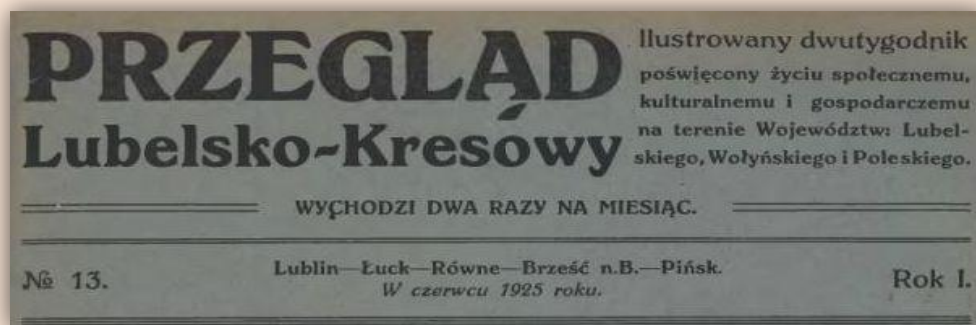 PRZEGLĄD
Lubelsko-Kresowy
Ilustrowany dwutygodnik
poświęcony życiu społecznemu,
kulturalnemu i gospodarczemu
na terenie Województw: Lubel-
skiego, Wołyńskiego i Poleskiego.
WYCHODZI DWA RAZY NA MIESIĄC.
№ 13.
Lublin—Łuck—Równe—Brześć n.B.—Pińsk.
W czerwcu 1925 roku.
Rok I.